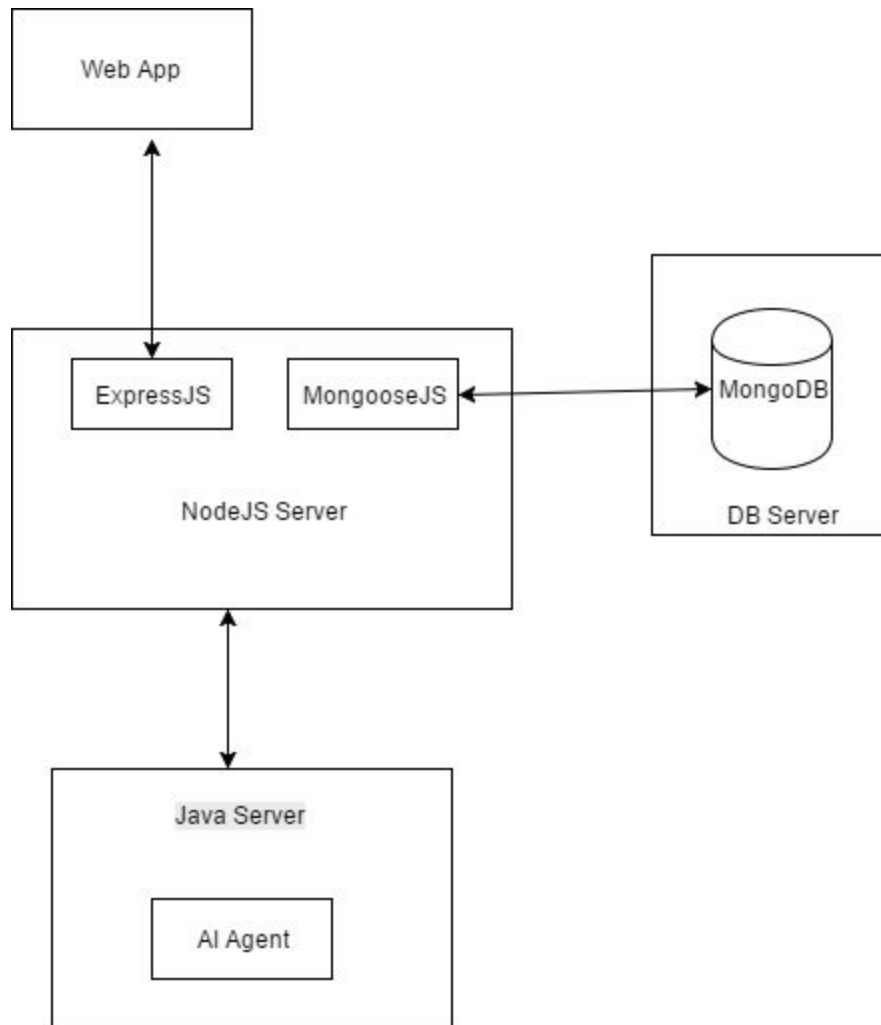 Web App
ExpressJS
MongooseJS
MongoDB
NodeJS Server
DB Server
Java Server
AI Agent